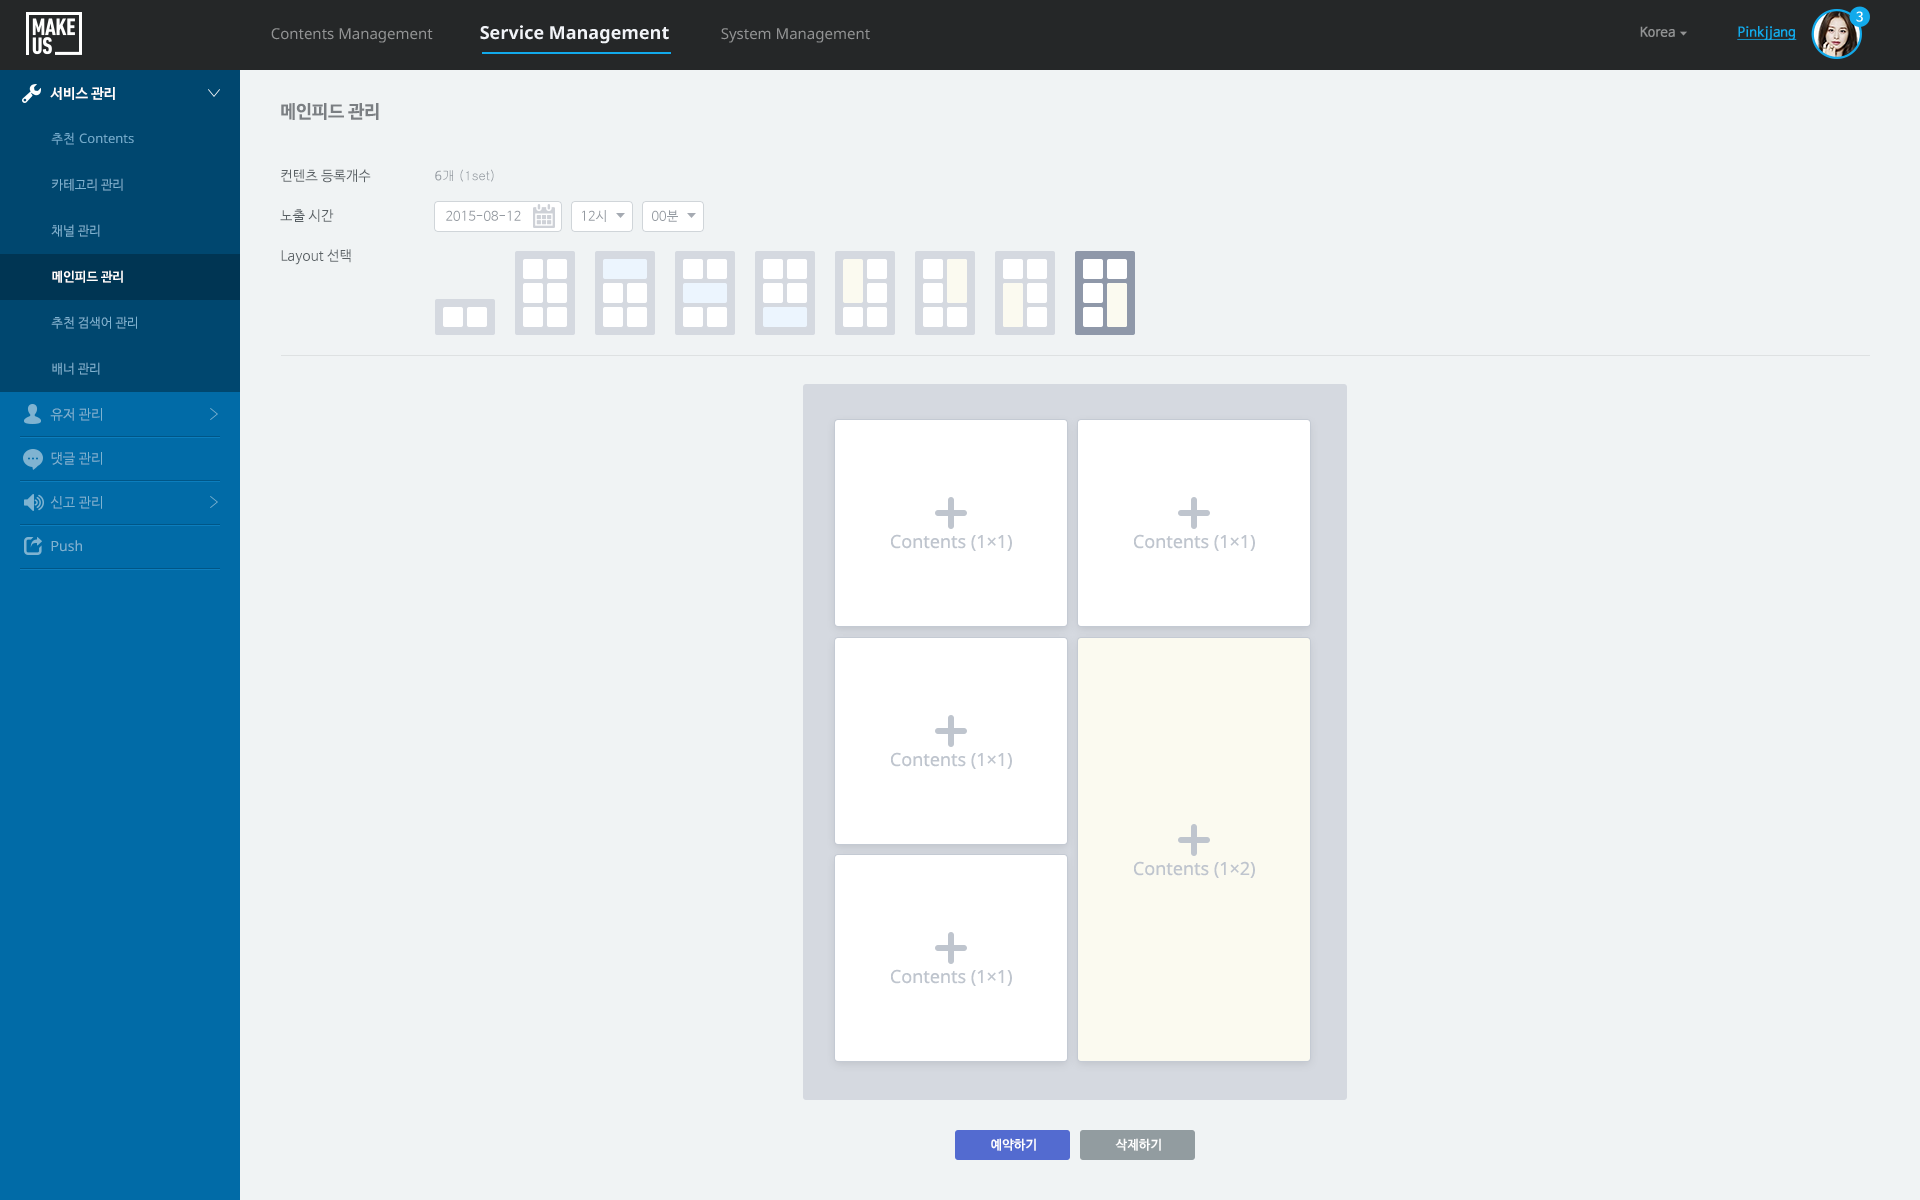 MAKE
US
Contents Management
Service Management
System Management
Korea
Pinkjjang
3
서비스 관리
추천 Contents
카테고리 관리
채널 관리
메인피드 관리
추천 검색어 관리
배너 관리
유저 관리
댓글 관리
신고 관리
Push
메인피드 관리
컨텐츠 등록개수
6개 (1set)
노출 시간
2015-08-12
12시
00분
Layout 선택
Contents (1×1)
Contents (1×1)
Contents (1×1)
Contents (1×2)
Contents (1×1)
예약하기
삭제하기